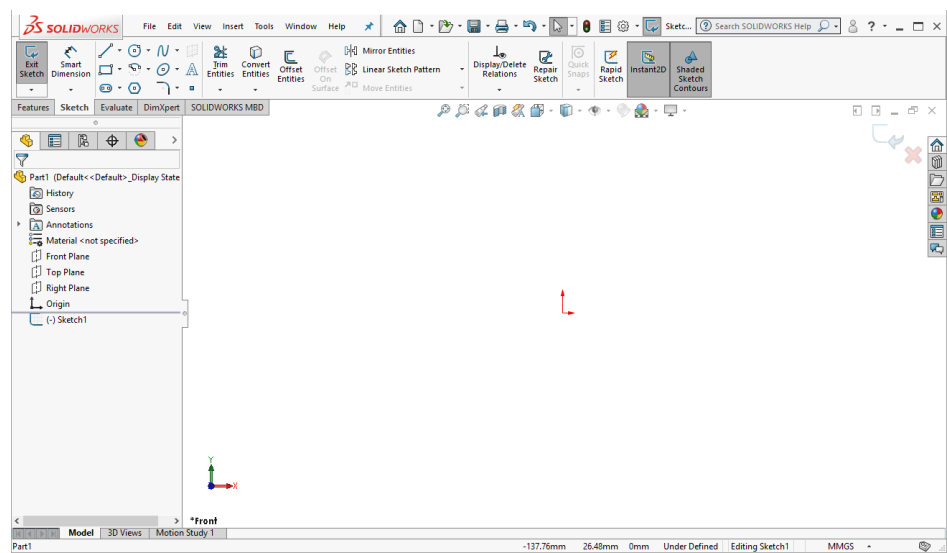 SOLIDWORKS File Edit View Insert Tools Window Help Sketc... Search SOLIDWORKS Help ?
Exit Sketch
Smart Dimension
Trim Entities
Convert Entities
Offset Entities
Offset On Surface
Mirror Entities
Linear Sketch Pattern
Move Entities
Display/Delete Relations
Repair Sketch
Quick Snaps
Rapid Sketch
Instant2D
Shaded Sketch Contours
Features Sketch Evaluate DimXpert SOLIDWORKS MBD
Part1 (Default<<Default>_Display State
History
Sensors
Annotations
Material <not specified>
Front Plane
Top Plane
Right Plane
Origin
(-) Sketch1
Y
X
*Front
Model 3D Views Motion Study 1
Part1 -137.76mm 26.48mm 0mm Under Defined Editing Sketch1 MMGS